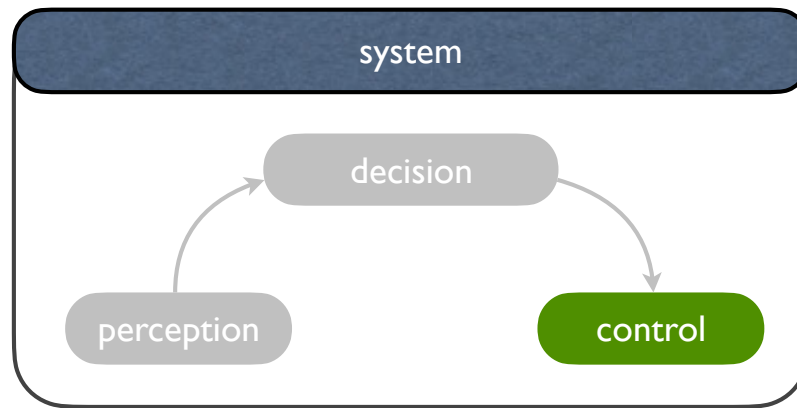 system
decision
perception
control